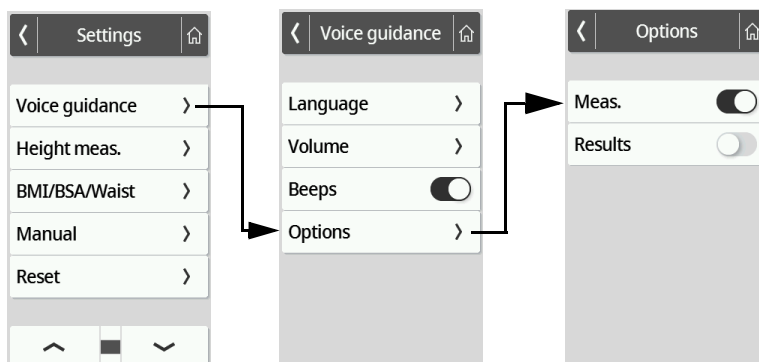 Settings
Voice guidance
Height meas.
BMI/BSA/Waist
Manual
Reset
Voice guidance
Language
Volume
Beeps
Options
Options
Meas.
Results